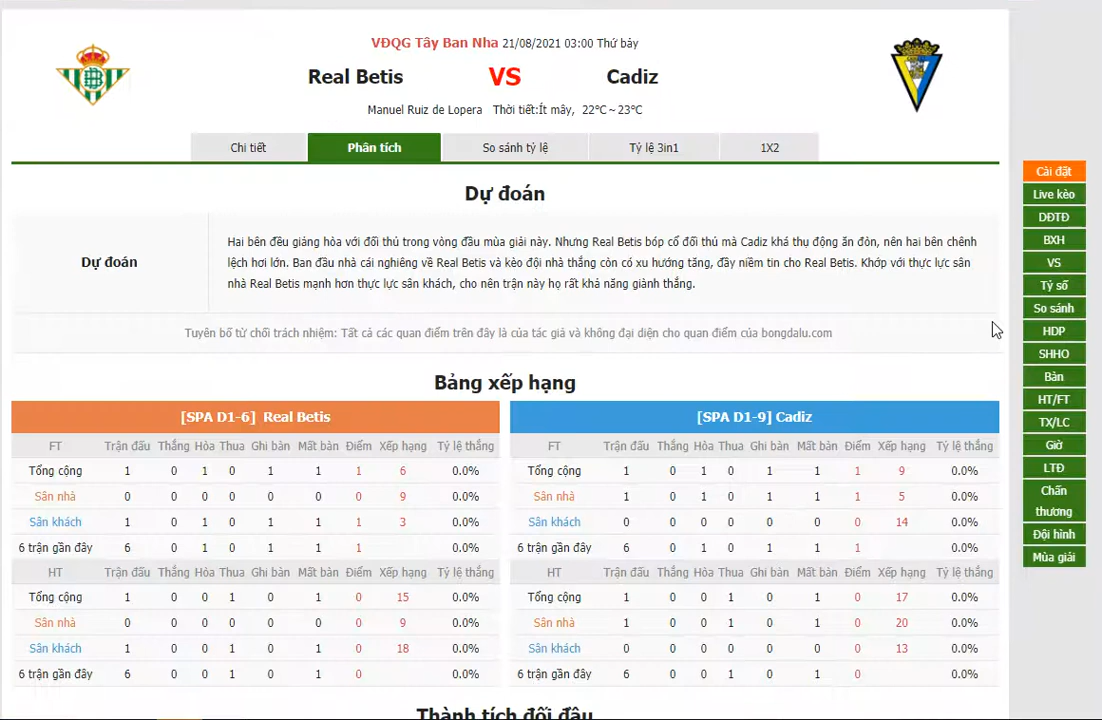 VĐQG Tây Ban Nha 21/08/2021 03:00 Thứ bảy
Real Betis VS Cadiz
Manuel Ruiz de Lopera Thời tiết:Ít mây, 22℃～23℃
Chi tiết Phân tích So sánh tỷ lệ Tỷ lệ 3in1 1X2
Dự đoán
Dự đoán
Hai bên đều giảng hòa với đối thủ trong vòng đầu mùa giải này. Nhưng Real Betis bóp cổ đối thủ mà Cadiz khá thụ động ăn đòn, nên hai bên chênh
lệch hơi lớn. Ban đầu nhà cái nghiêng về Real Betis và kèo đội nhà thắng còn có xu hướng tăng, đầy niềm tin cho Real Betis. Khớp với thực lực sân
nhà Real Betis mạnh hơn thực lực sân khách, cho nên trận này họ rất khả năng giành thắng.
Tuyên bố từ chối trách nhiệm: Tất cả các quan điểm trên đây là của tác giả và không đại diện cho quan điểm của bongdalu.com
Bảng xếp hạng
[SPA D1-6] Real Betis
FT Trận đấu Thắng Hòa Thua Ghi bàn Mất bàn Điểm Xếp hạng Tỷ lệ thắng
Tổng cộng 1 0 1 0 1 1 1 6 0.0%
Sân nhà 0 0 0 0 0 0 0 9 0.0%
Sân khách 1 0 1 0 1 1 1 3 0.0%
6 trận gần đây 6 0 1 0 1 1 1 0.0%
HT Trận đấu Thắng Hòa Thua Ghi bàn Mất bàn Điểm Xếp hạng Tỷ lệ thắng
Tổng cộng 1 0 0 1 0 1 0 15 0.0%
Sân nhà 0 0 0 0 0 0 0 9 0.0%
Sân khách 1 0 0 1 0 1 0 18 0.0%
6 trận gần đây 6 0 0 1 0 1 0 0.0%
[SPA D1-9] Cadiz
FT Trận đấu Thắng Hòa Thua Ghi bàn Mất bàn Điểm Xếp hạng Tỷ lệ thắng
Tổng cộng 1 0 1 0 1 1 1 9 0.0%
Sân nhà 1 0 1 0 1 1 1 5 0.0%
Sân khách 0 0 0 0 0 0 0 14 0.0%
6 trận gần đây 6 0 1 0 1 1 1 0.0%
HT Trận đấu Thắng Hòa Thua Ghi bàn Mất bàn Điểm Xếp hạng Tỷ lệ thắng
Tổng cộng 1 0 0 1 0 1 0 17 0.0%
Sân nhà 1 0 0 1 0 1 0 20 0.0%
Sân khách 0 0 0 0 0 0 0 13 0.0%
6 trận gần đây 6 0 0 1 0 1 0 0.0%
Thành tích đối đầu
Cài đặt
Live kèo
DĐTĐ
BXH
VS
Tỷ số
So sánh
HDP
SHHO
Bàn
HT/FT
TX/LC
Giờ
LTĐ
Chấn
thương
Đội hình
Mùa giải